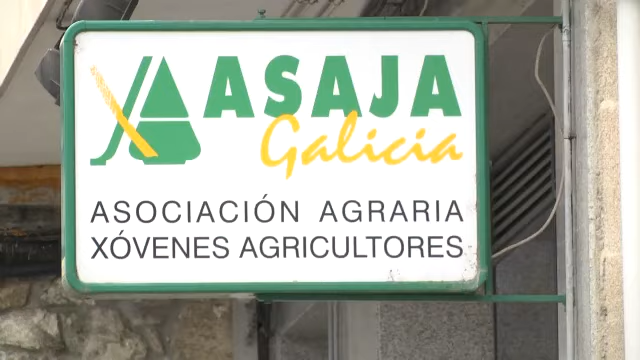 ASAJA
Galicia
ASOCIACIÓN AGRARIA
XÓVENES AGRICULTORES